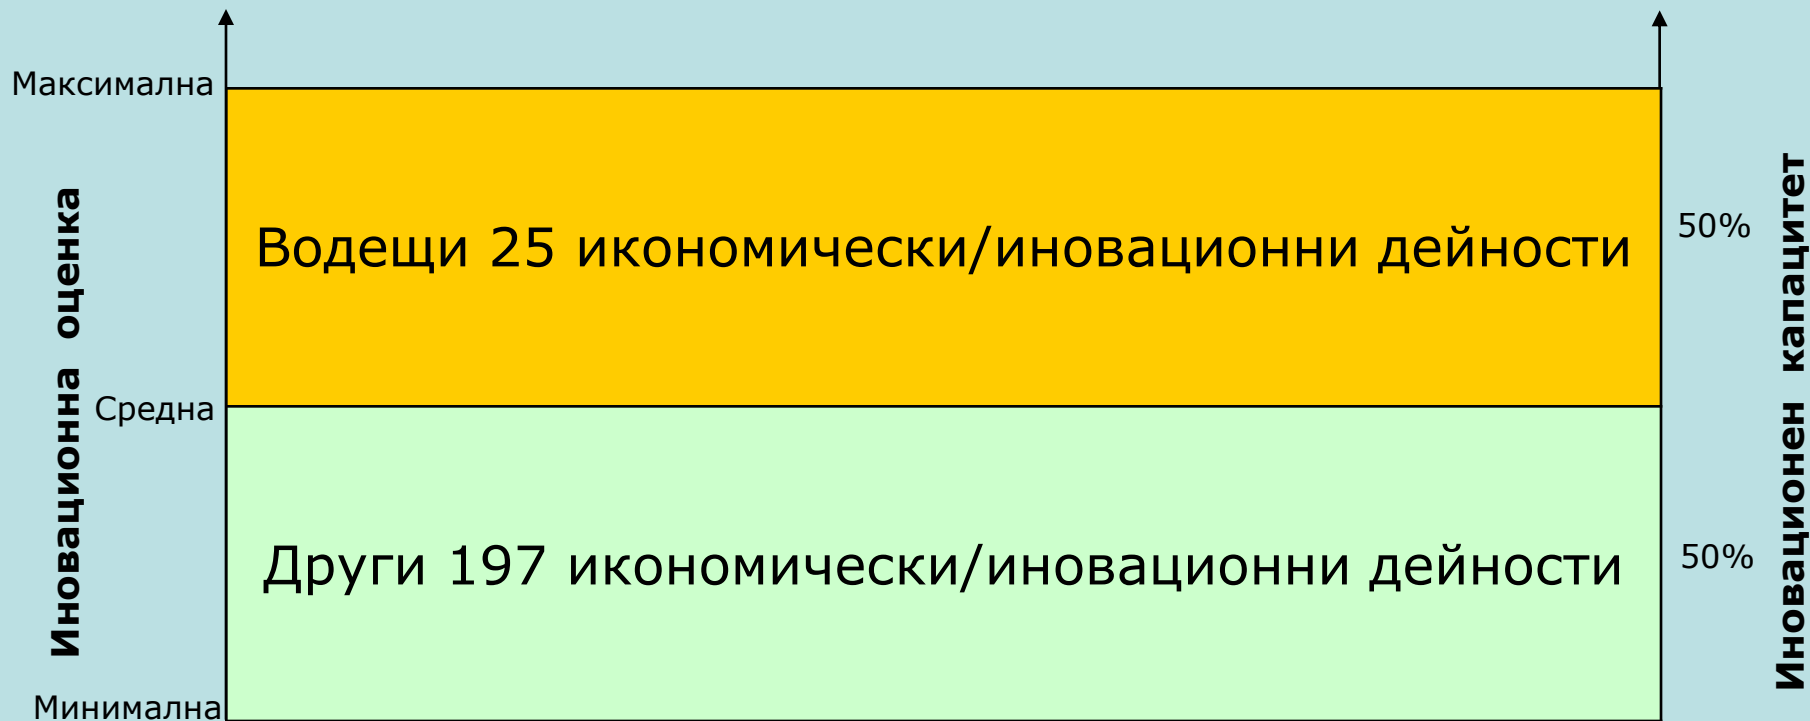 Максимална
Водещи 25 икономически/иновационни дейности
50%
Иновационна оценка
Иновационен капацитет
Средна
Други 197 икономически/иновационни дейности
50%
Минимална